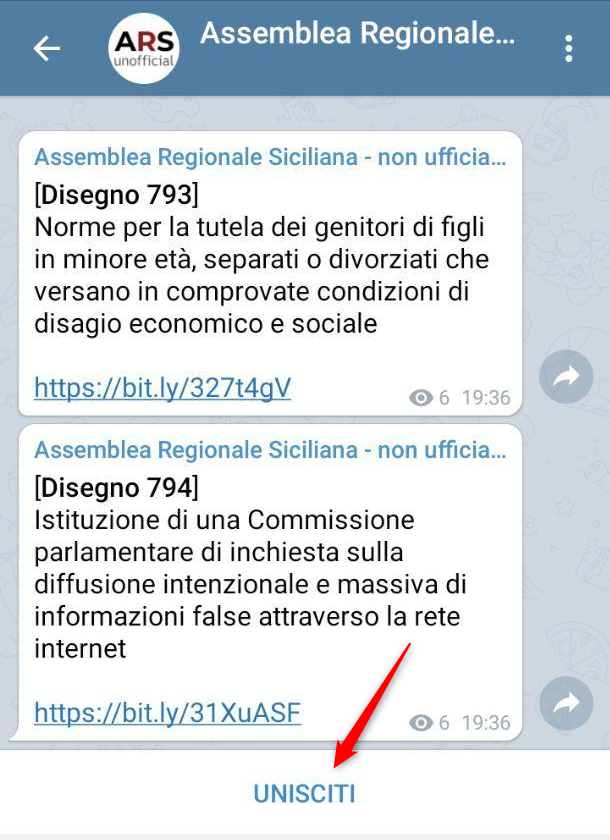 ARS
unofficial
Assemblea Regionale...
Assemblea Regionale Siciliana - non ufficia...
[Disegno 793]
Norme per la tutela dei genitori di figli
in minore età, separati o divorziati che
versano in comprovate condizioni di
disagio economico e sociale
https://bit.ly/327t4gV
6 19:36
Assemblea Regionale Siciliana - non ufficia...
[Disegno 794]
Istituzione di una Commissione
parlamentare di inchiesta sulla
diffusione intenzionale e massiva di
informazioni false attraverso la rete
internet
https://bit.ly/31XuASF
6 19:36
UNISCITI